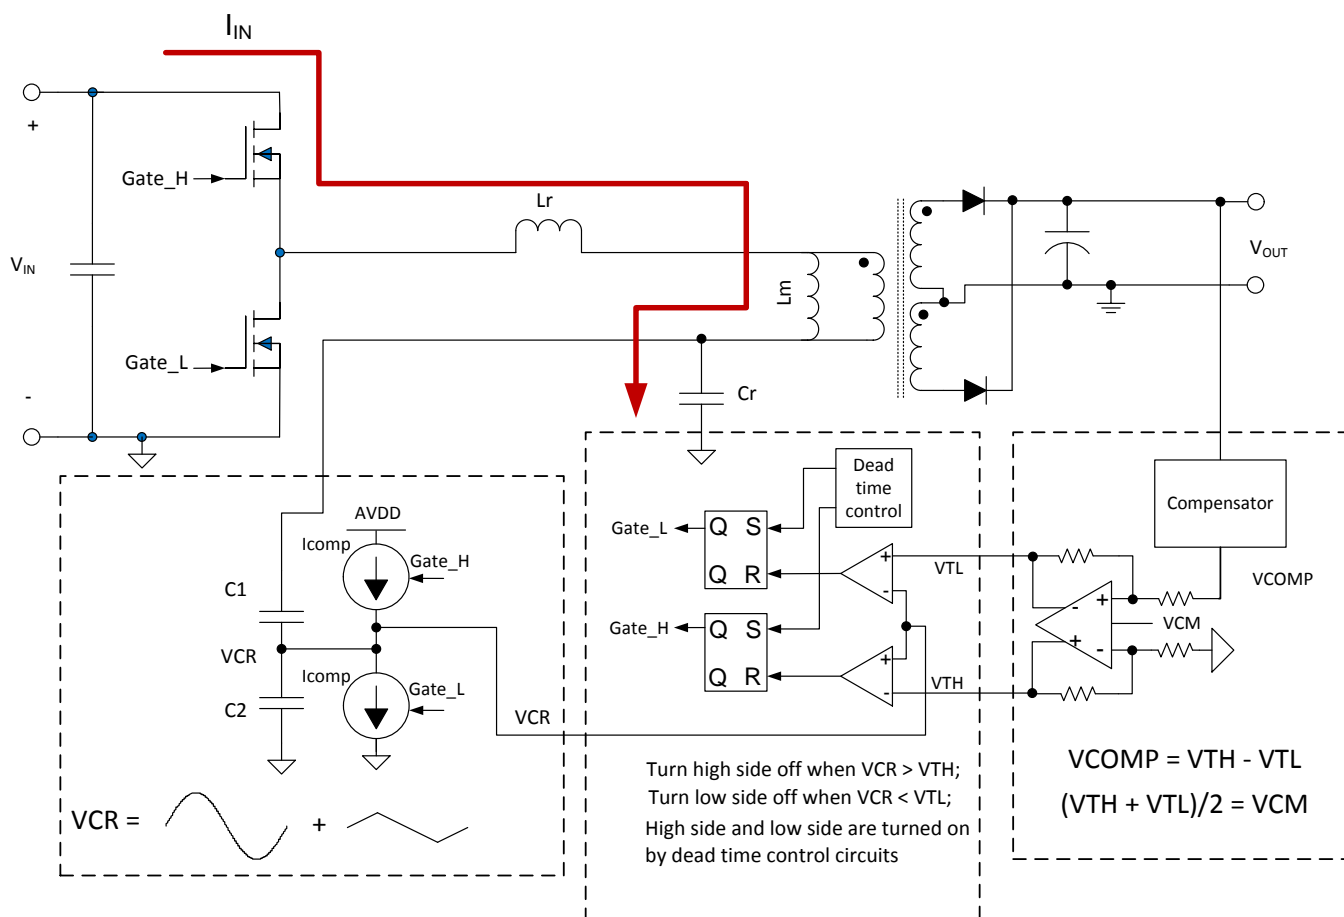 I_IN
+
Gate_H
Lr
V_IN
Lm
V_OUT
Gate_L
-
Cr
Dead
time
control
Compensator
AVDD
Icomp
Gate_H
Gate_L
Q S
Q R
VTL
VCOMP
+
-
C1
Gate_H
Q S
Q R
+
-
VTH
-
+
+
-
VCM
VCR
Icomp
Gate_L
C2
VCR
Turn high side off when VCR > VTH;
Turn low side off when VCR < VTL;
High side and low side are turned on
by dead time control circuits
VCOMP = VTH - VTL
(VTH + VTL)/2 = VCM
VCR = +